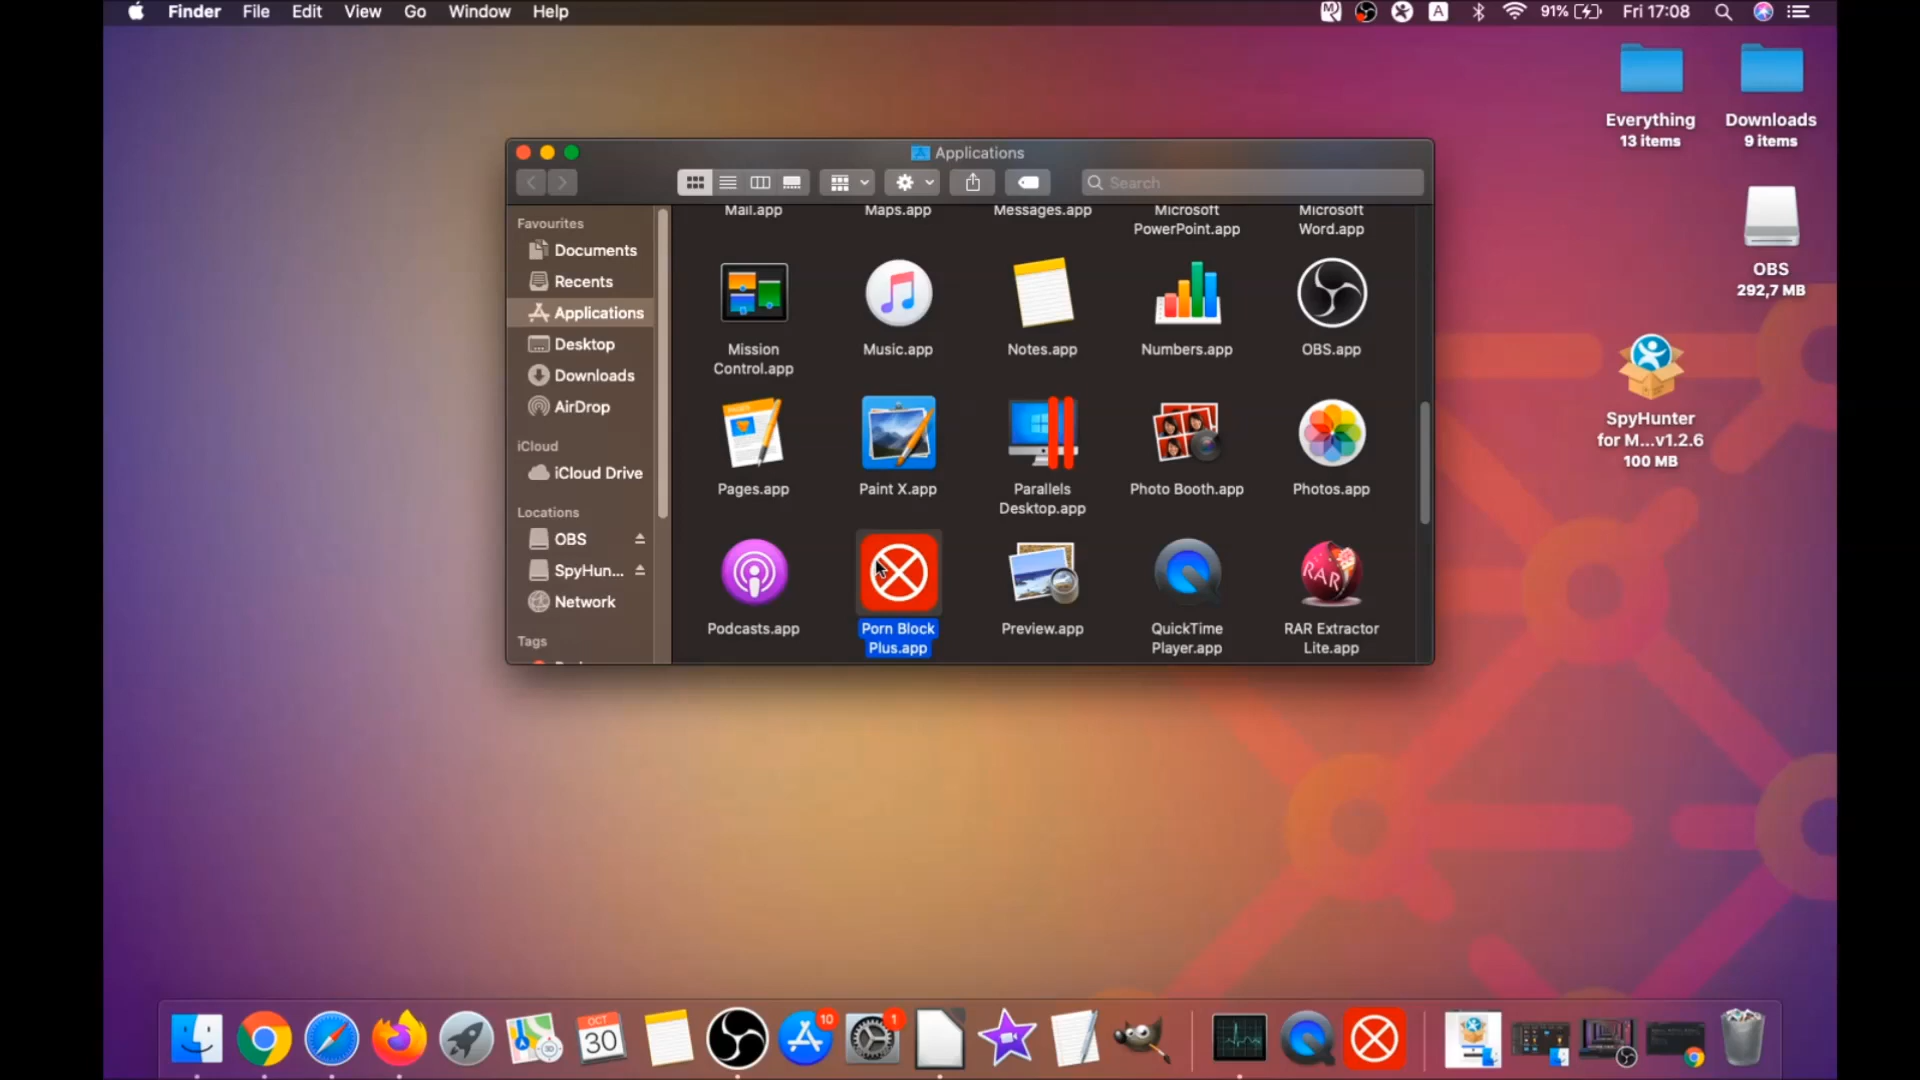 Finder File Edit View Go Window Help
A 91% Fri 17:08
Everything
13 items
Downloads
9 items
OBS
292,7 MB
SpyHunter
for M...v1.2.6
100 MB
Applications
Search
Favourites
Documents
Recents
Applications
Desktop
Downloads
AirDrop
iCloud
iCloud Drive
Locations
OBS
SpyHun...
Network
Tags
Mail.app
Maps.app
Messages.app
Microsoft
PowerPoint.app
Microsoft
Word.app
Mission
Control.app
Music.app
Notes.app
Numbers.app
OBS.app
Pages.app
Paint X.app
Parallels
Desktop.app
Photo Booth.app
Photos.app
Podcasts.app
Porn Block
Plus.app
Preview.app
QuickTime
Player.app
RAR
RAR Extractor
Lite.app
OCT
30
10
1